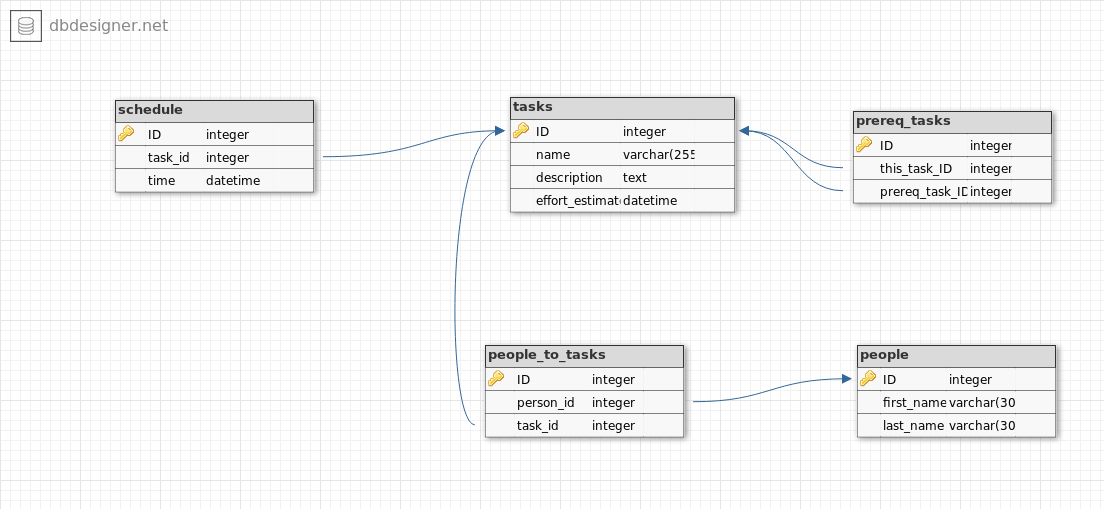 dbdesigner.net
schedule
ID integer
task_id integer
time datetime
tasks
ID integer
name varchar(255
description text
effort_estimat datetime
prereq_tasks
ID integer
this_task_ID integer
prereq_task_ID integer
people_to_tasks
ID integer
person_id integer
task_id integer
people
ID integer
first_name varchar(30
last_name varchar(30